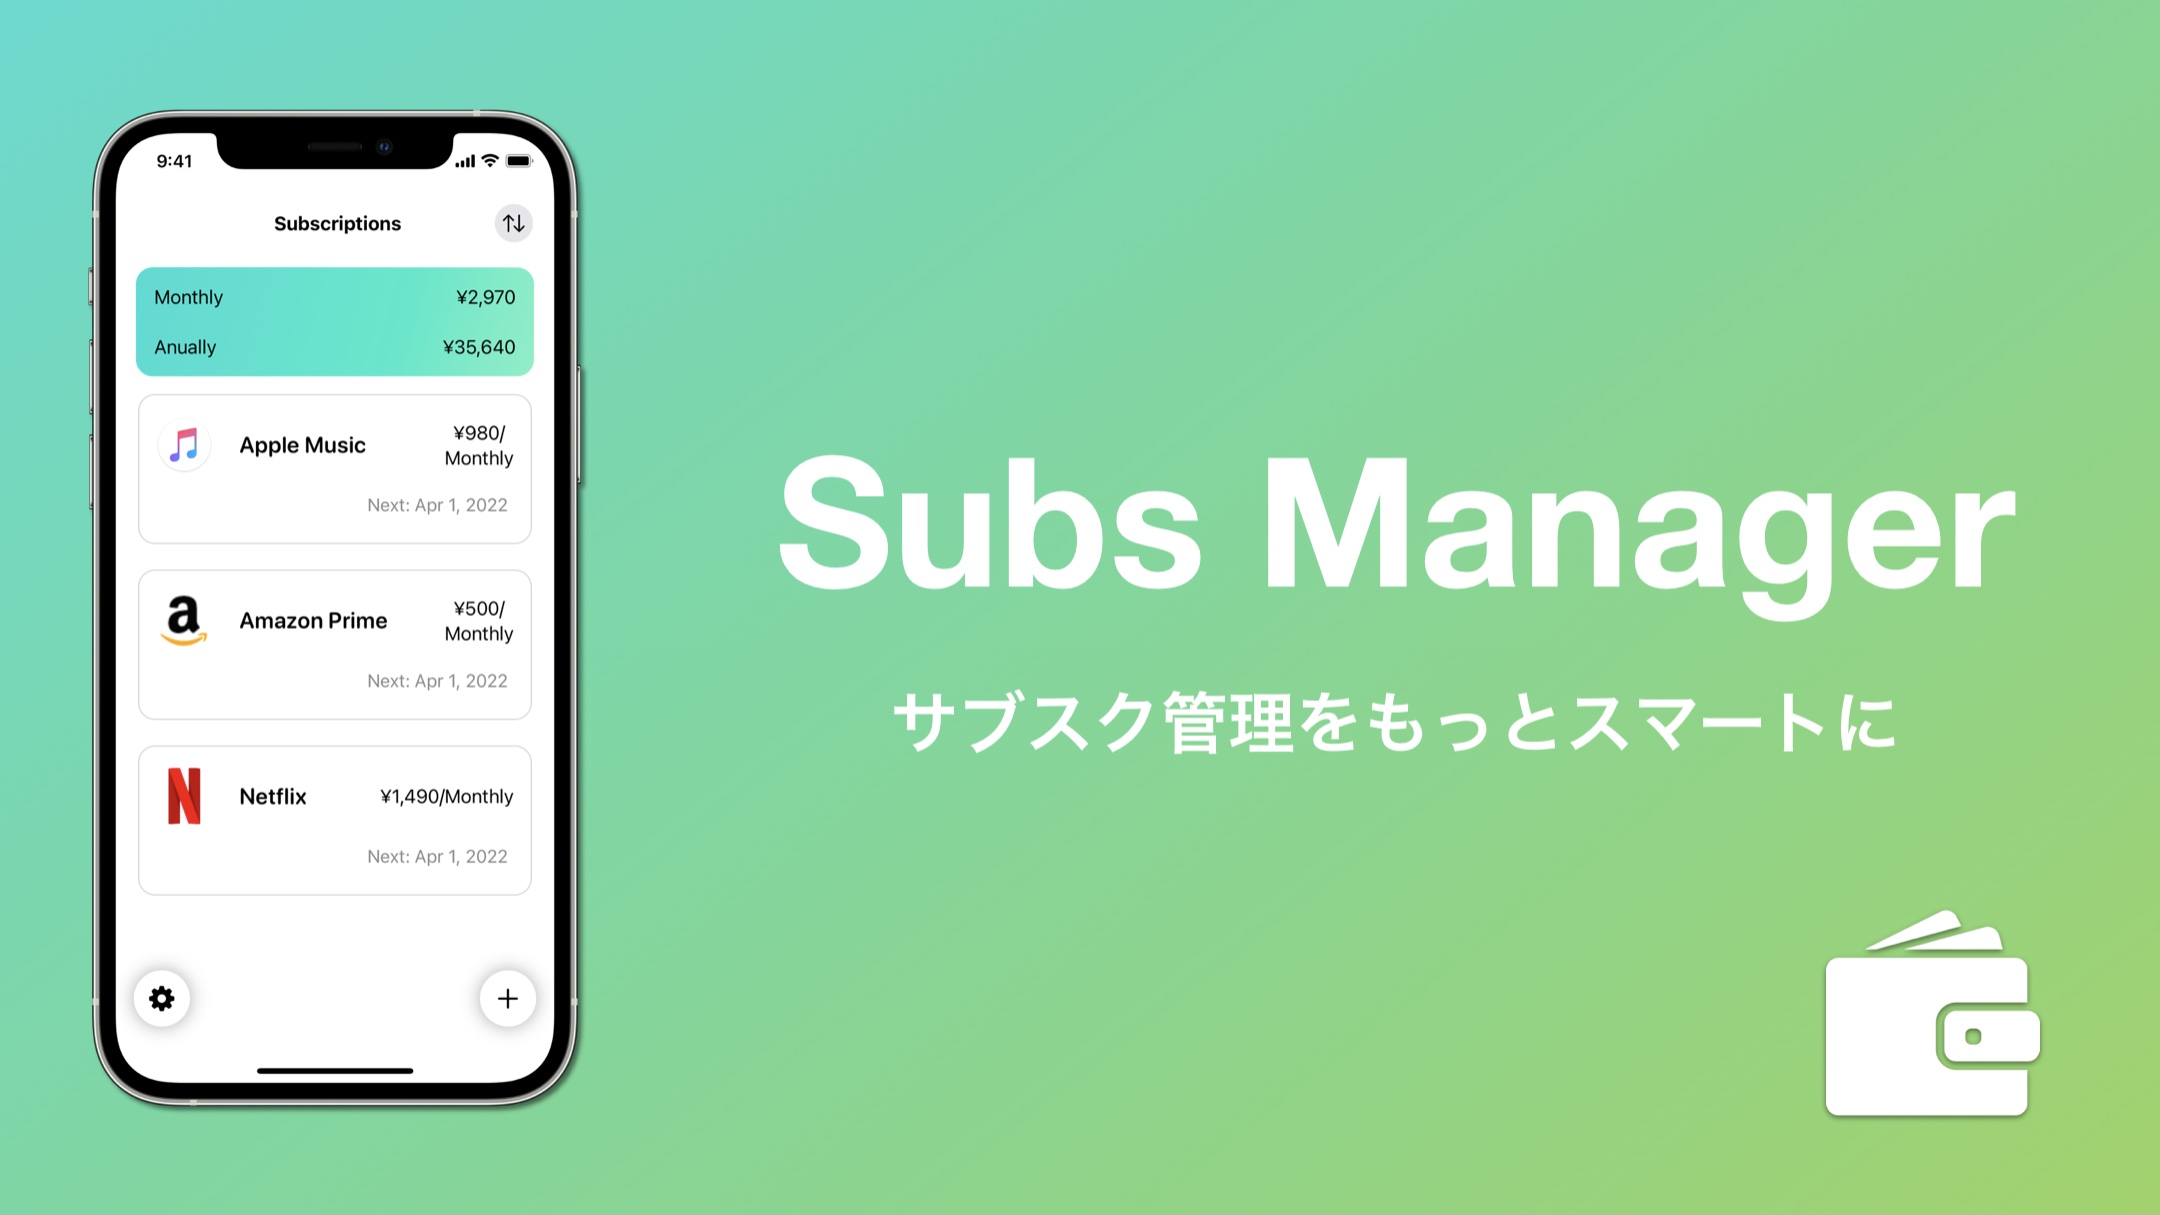 9:41
Subscriptions
Monthly ¥2,970
Anually ¥35,640
Apple Music
¥980/
Monthly
Next: Apr 1, 2022
a
Amazon Prime
¥500/
Monthly
Next: Apr 1, 2022
N
Netflix ¥1,490/Monthly
Next: Apr 1, 2022
Subs Manager
サブスク管理をもっとスマートに